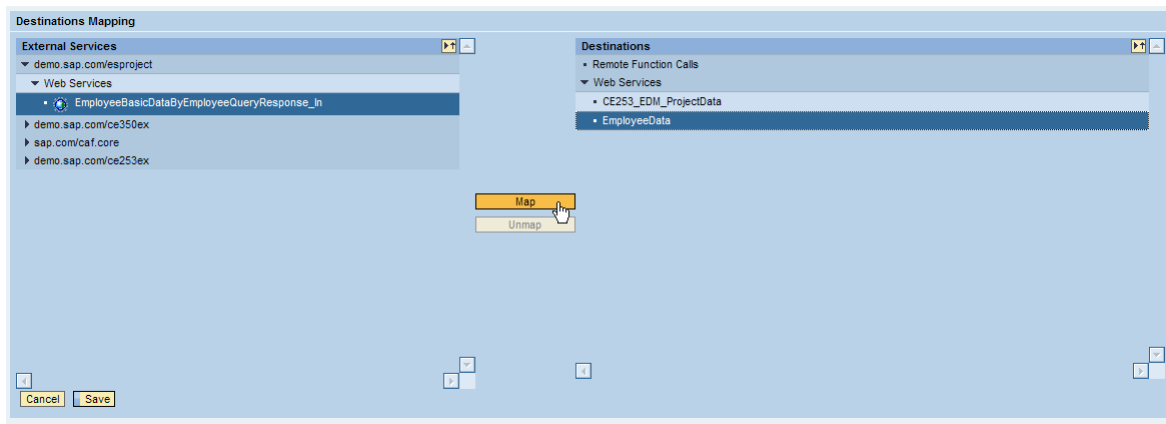 Destinations Mapping
External Services
demo.sap.com/esproject
Web Services
EmployeeBasicDataByEmployeeQueryResponse_In
demo.sap.com/ce350ex
sap.com/caf.core
demo.sap.com/ce253ex
Map
Unmap
Destinations
Remote Function Calls
Web Services
CE253_EDM_ProjectData
EmployeeData
Cancel
Save